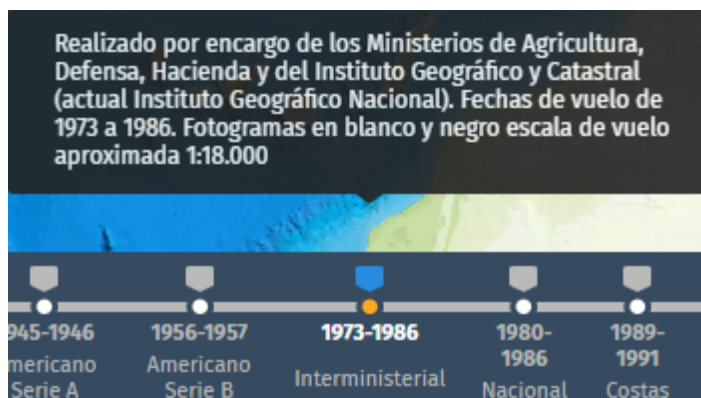 Realizado por encargo de los Ministerios de Agricultura,
Defensa, Hacienda y del Instituto Geográfico y Catastral
(actual Instituto Geográfico Nacional). Fechas de vuelo de
1973 a 1986. Fotogramas en blanco y negro escala de vuelo
aproximada 1:18.000
945-1946
mericano
Serie A
1956-1957
Americano
Serie B
1973-1986
Interministerial
1980-
1986
Nacional
1989-
1991
Costas